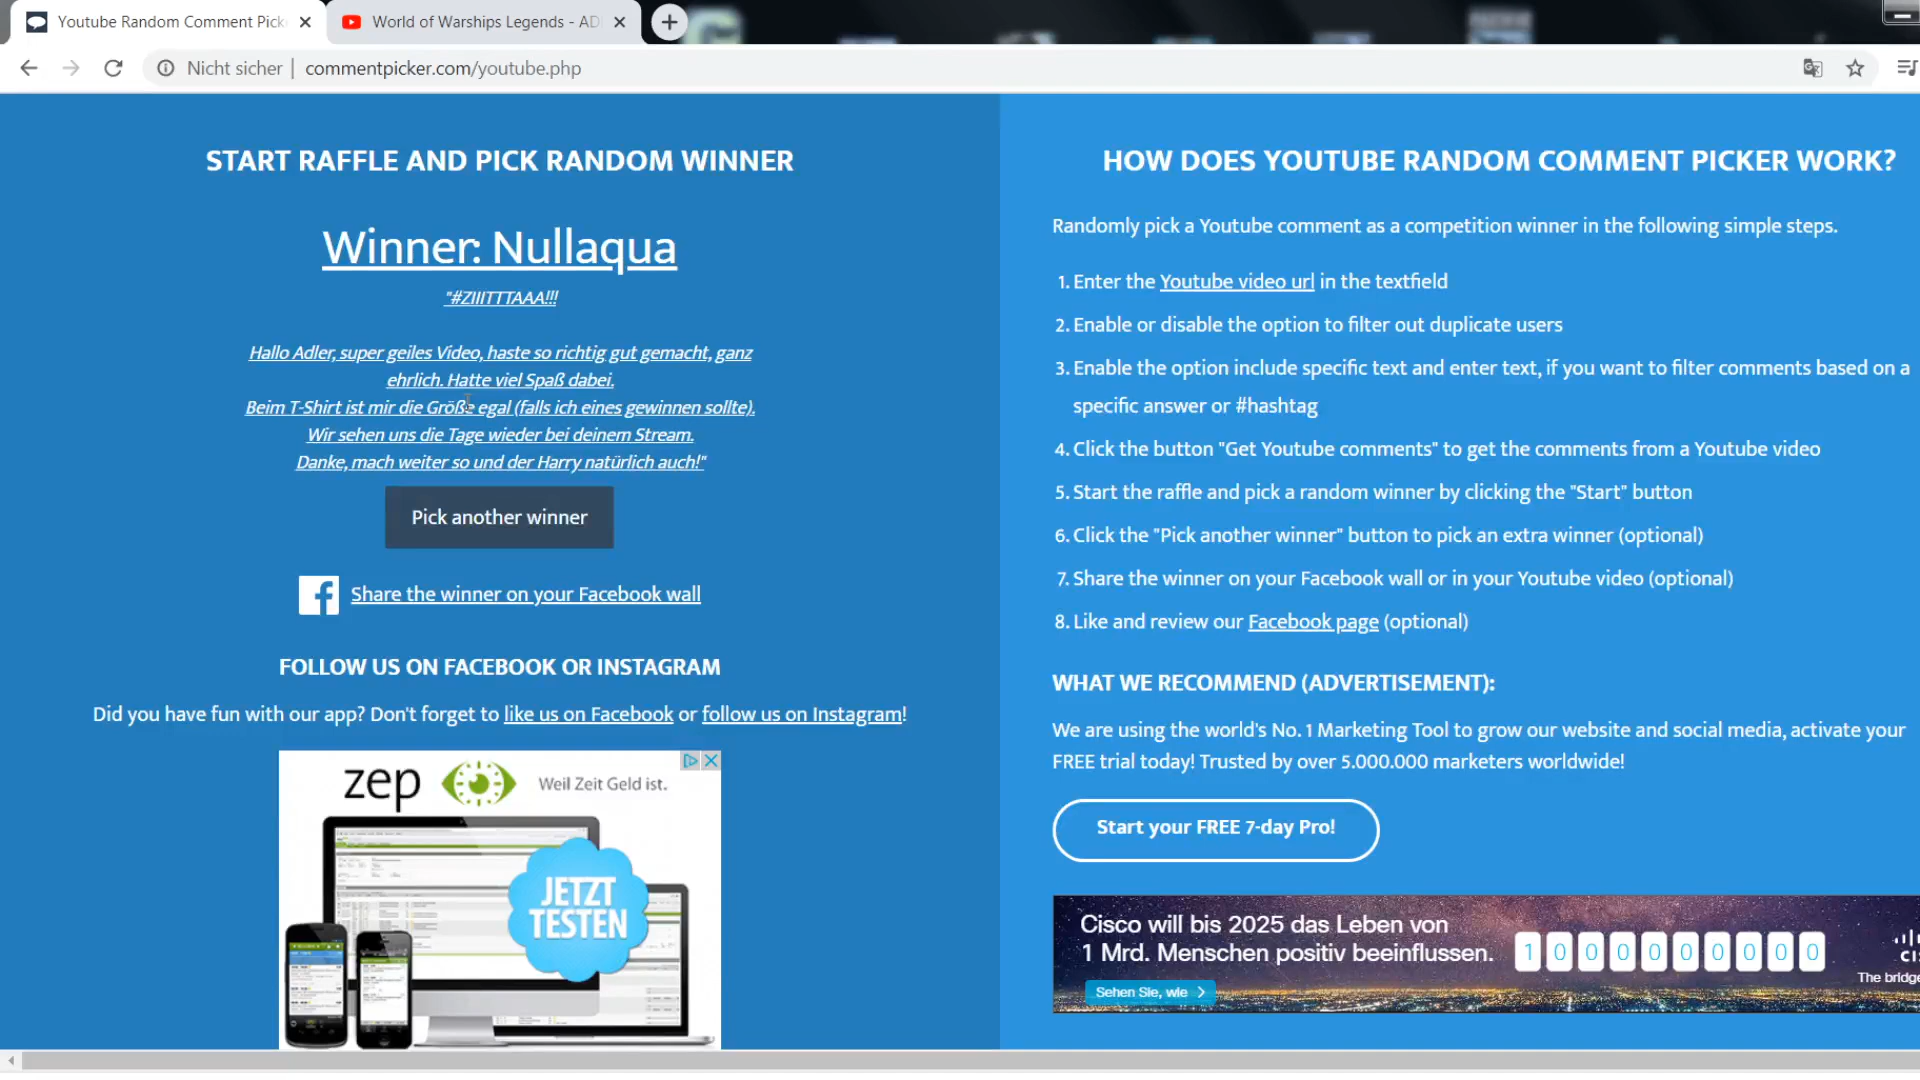 Youtube Random Comment Pick
World of Warships Legends - AD
Nicht sicher
commentpicker.com/youtube.php
START RAFFLE AND PICK RANDOM WINNER
Winner: Nullaqua
"#ZIIITTTAAA!!!
Hallo Adler, super geiles Video, haste so richtig gut gemacht, ganz
ehrlich. Hatte viel Spaß dabei.
Beim T-Shirt ist mir die Größe egal (falls ich eines gewinnen sollte).
Wir sehen uns die Tage wieder bei deinem Stream.
Danke, mach weiter so und der Harry natürlich auch!"
Pick another winner
Share the winner on your Facebook wall
FOLLOW US ON FACEBOOK OR INSTAGRAM
Did you have fun with our app? Don't forget to like us on Facebook or follow us on Instagram!
zep
Weil Zeit Geld ist.
JETZT
TESTEN
HOW DOES YOUTUBE RANDOM COMMENT PICKER WORK?
Randomly pick a Youtube comment as a competition winner in the following simple steps.
1. Enter the Youtube video url in the textfield
2. Enable or disable the option to filter out duplicate users
3. Enable the option include specific text and enter text, if you want to filter comments based on a
specific answer or #hashtag
4. Click the button "Get Youtube comments" to get the comments from a Youtube video
5. Start the raffle and pick a random winner by clicking the "Start" button
6. Click the "Pick another winner" button to pick an extra winner (optional)
7. Share the winner on your Facebook wall or in your Youtube video (optional)
8. Like and review our Facebook page (optional)
WHAT WE RECOMMEND (ADVERTISEMENT):
We are using the world's No. 1 Marketing Tool to grow our website and social media, activate your
FREE trial today! Trusted by over 5.000.000 marketers worldwide!
Start your FREE 7-day Pro!
Cisco will bis 2025 das Leben von
1 Mrd. Menschen positiv beeinflussen.
1 0 0 0 0 0 0 0 0 0
Sehen Sie, wie
The bridge